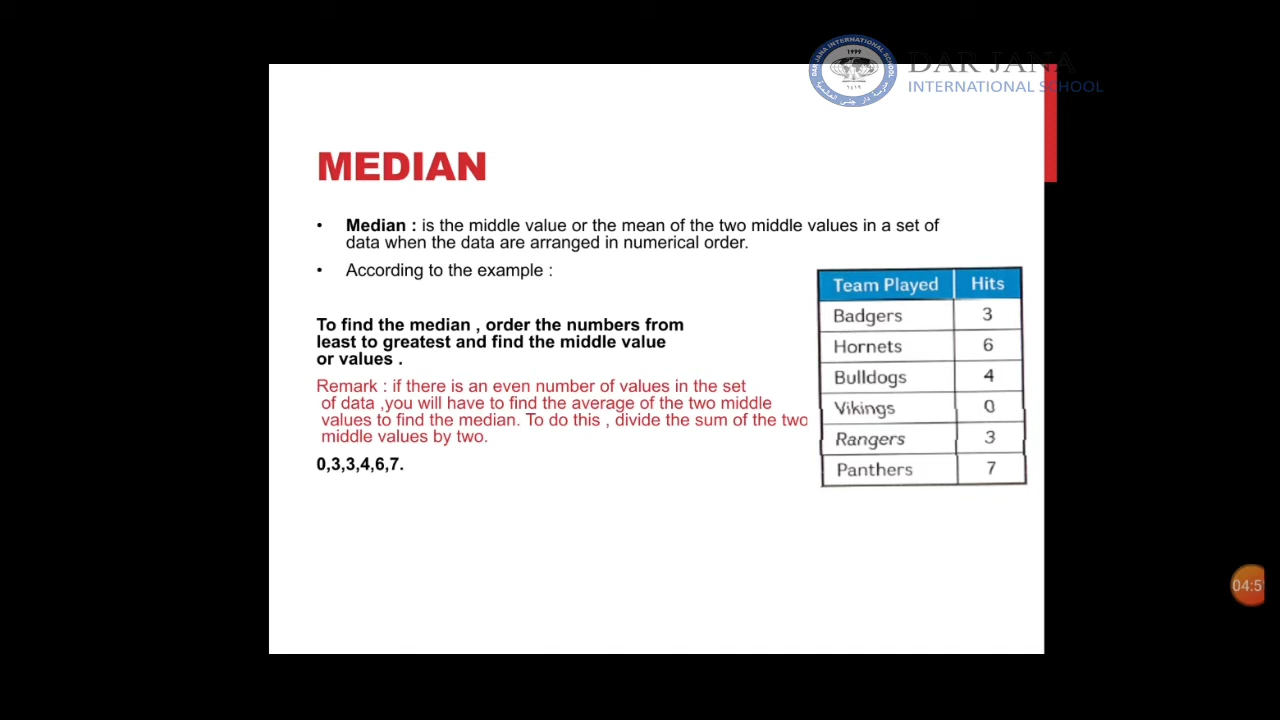 DAR JANA INTERNATIONAL SCHOOL
1999
١٤١٩
DAR JANA
INTERNATIONAL SCHOOL
MEDIAN
• Median : is the middle value or the mean of the two middle values in a set of
data when the data are arranged in numerical order.
• According to the example :
To find the median , order the numbers from
least to greatest and find the middle value
or values .
Remark : if there is an even number of values in the set
of data ,you will have to find the average of the two middle
values to find the median. To do this , divide the sum of the two
middle values by two.
0,3,3,4,6,7.
Team Played Hits
Badgers 3
Hornets 6
Bulldogs 4
Vikings 0
Rangers 3
Panthers 7